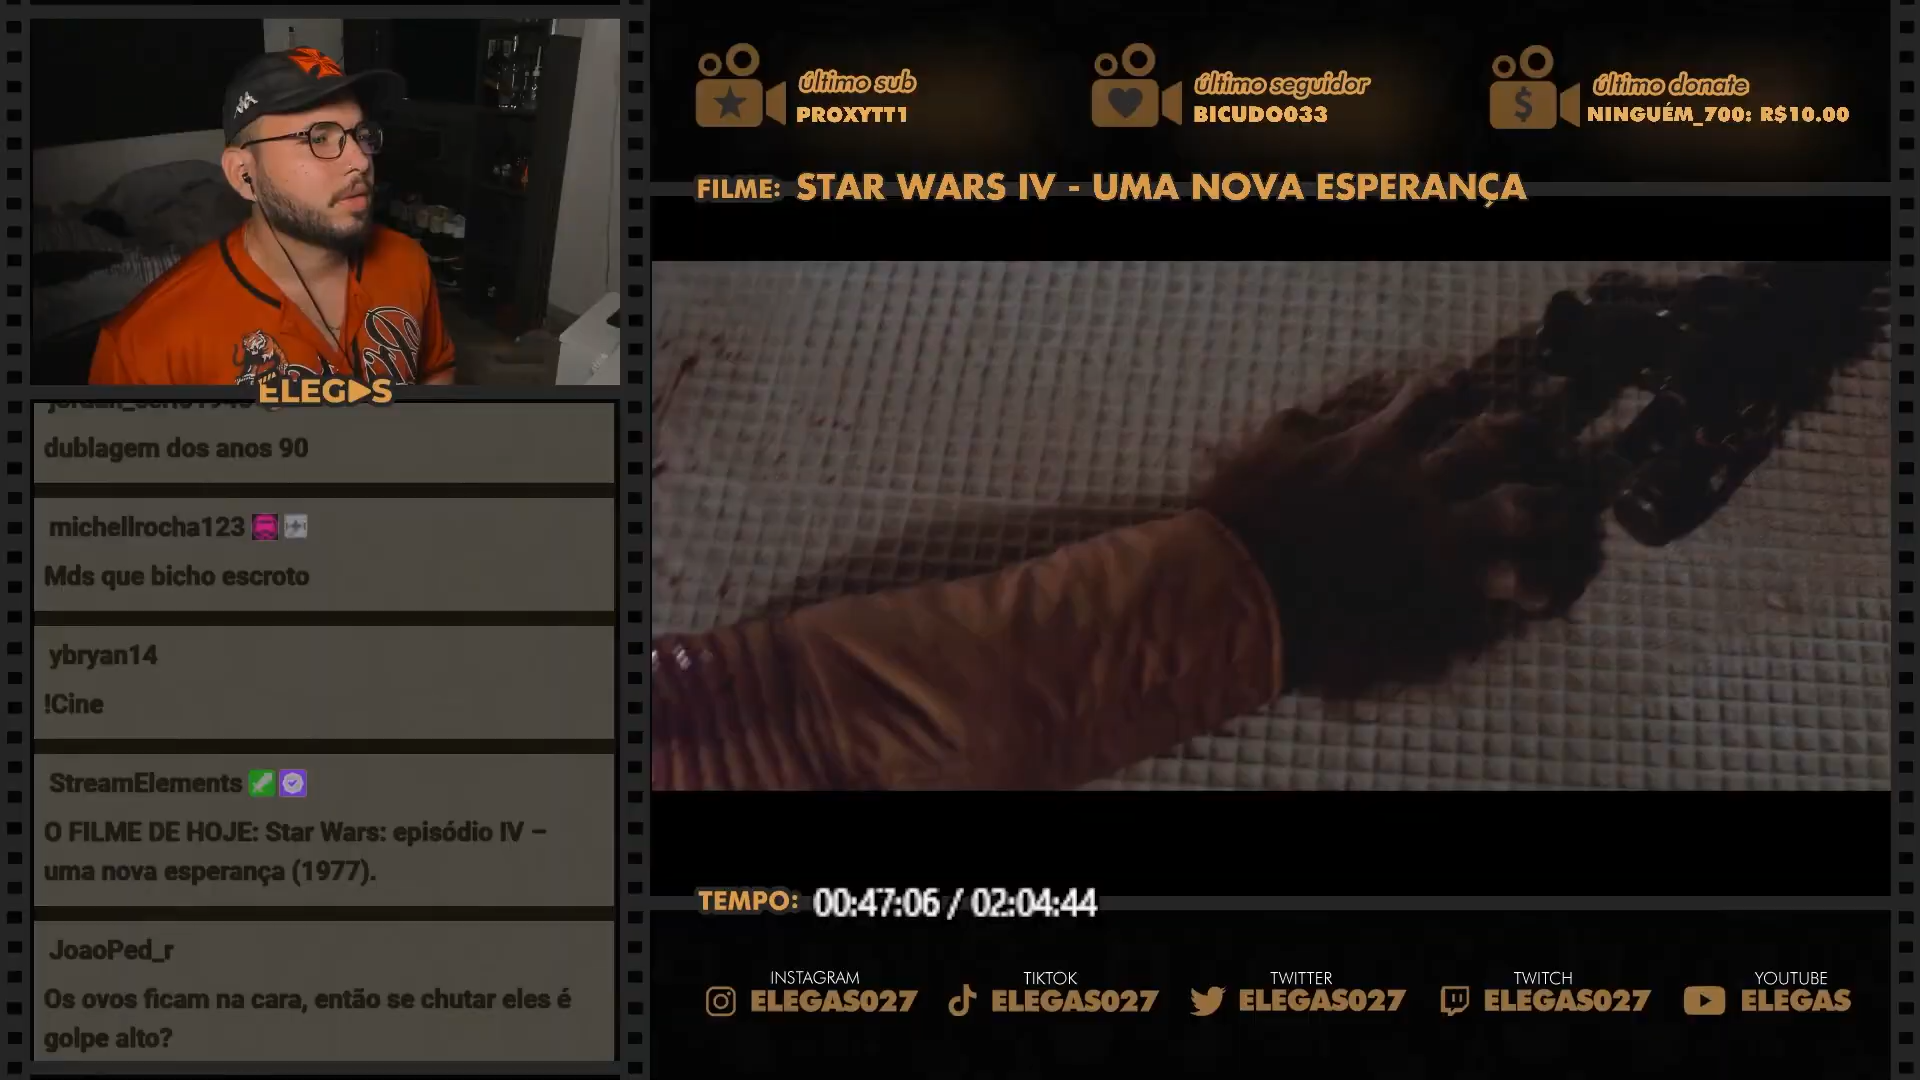 último sub
PROXYTT1
último seguidor
BICUDO033
último donate
NINGUÉM_700: R$10.00
FILME: STAR WARS IV - UMA NOVA ESPERANÇA
ELEGAS
dublagem dos anos 90
michellrocha123
Mds que bicho escroto
ybryan14
!Cine
StreamElements
O FILME DE HOJE: Star Wars: episódio IV –
uma nova esperança (1977).
JoaoPed_r
Os ovos ficam na cara, então se chutar eles é
golpe alto?
TEMPO: 00:47:06 / 02:04:44
INSTAGRAM
ELEGAS027
TIKTOK
ELEGAS027
TWITTER
ELEGAS027
TWITCH
ELEGAS027
YOUTUBE
ELEGAS